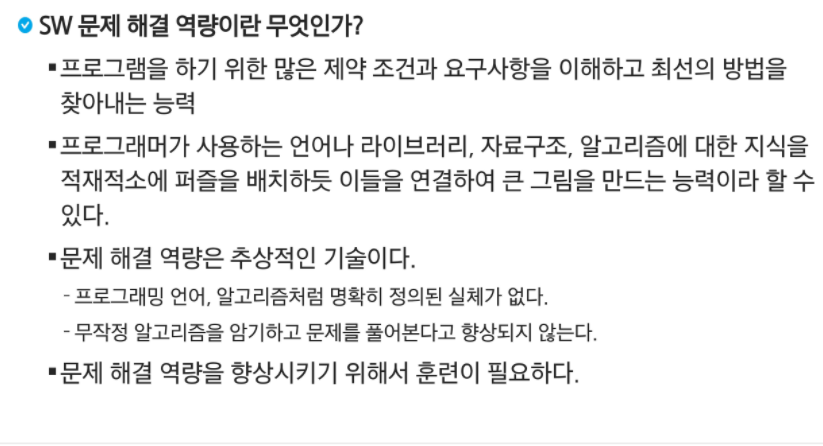 SW 문제 해결 역량이란 무엇인가?
▪프로그램을 하기 위한 많은 제약 조건과 요구사항을 이해하고 최선의 방법을
찾아내는 능력
▪프로그래머가 사용하는 언어나 라이브러리, 자료구조, 알고리즘에 대한 지식을
적재적소에 퍼즐을 배치하듯 이들을 연결하여 큰 그림을 만드는 능력이라 할 수
있다.
▪문제 해결 역량은 추상적인 기술이다.
- 프로그래밍 언어, 알고리즘처럼 명확히 정의된 실체가 없다.
- 무작정 알고리즘을 암기하고 문제를 풀어본다고 향상되지 않는다.
▪문제 해결 역량을 향상시키기 위해서 훈련이 필요하다.